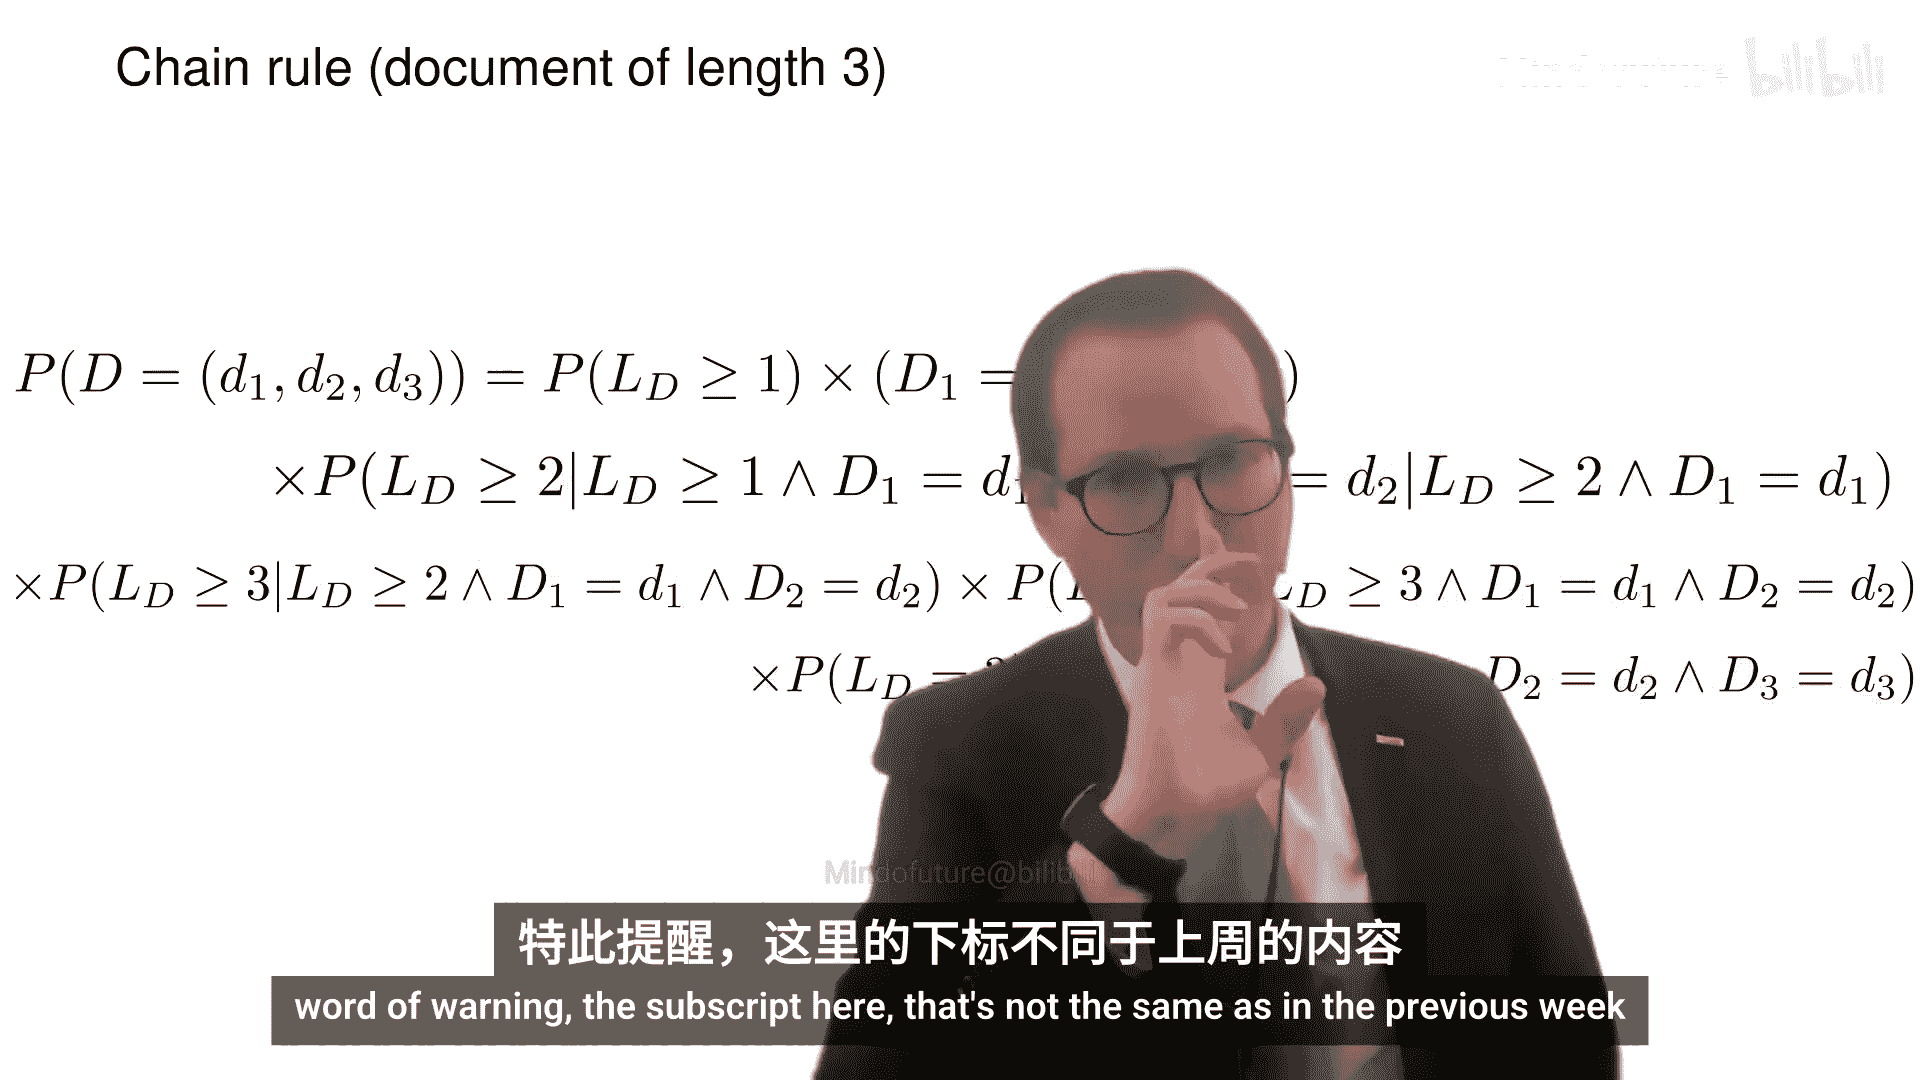 Chain rule (document of length 3)
bilibili
P(D = (d₁, d₂, d₃)) = P(L_D ≥ 1) × (D₁ = )
×P(L_D ≥ 2|L_D ≥ 1 ∧ D₁ = d₁ = d₂|L_D ≥ 2 ∧ D₁ = d₁)
×P(L_D ≥ 3|L_D ≥ 2 ∧ D₁ = d₁ ∧ D₂ = d₂) × P( L_D ≥ 3 ∧ D₁ = d₁ ∧ D₂ = d₂)
×P(L_D = D₂ = d₂ ∧ D₃ = d₃)
Mindofuture@bilibili
特此提醒，这里的下标不同于上周的内容
word of warning, the subscript here, that's not the same as in the previous week